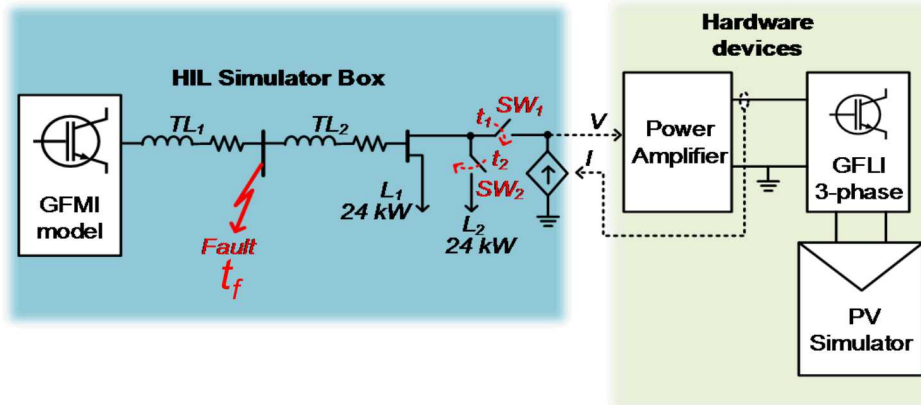 Hardware
devices
HIL Simulator Box
GFMI
model
TL1
TL2
Fault
tf
L1
24 kW
t1
SW1
t2
SW2
L2
24 kW
V
I
Power
Amplifier
GFLI
3-phase
PV
Simulator